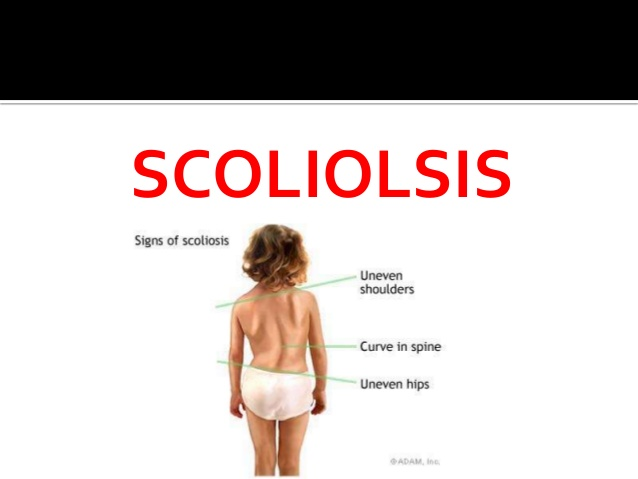 SCOLIOLSIS
Signs of scoliosis
Uneven
shoulders
Curve in spine
Uneven hips
©ADAM, Inc.